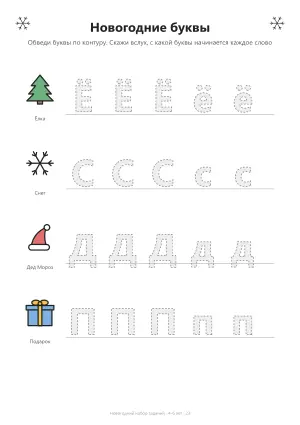 Новогодние буквы
Обведи буквы по контуру. Скажи вслух, с какой буквы начинается каждое слово
Ё Ё Ё ё ё
Ёлка
С С С с с
Снег
Д Д Д д д
Дед Мороз
П П П п п
Подарок